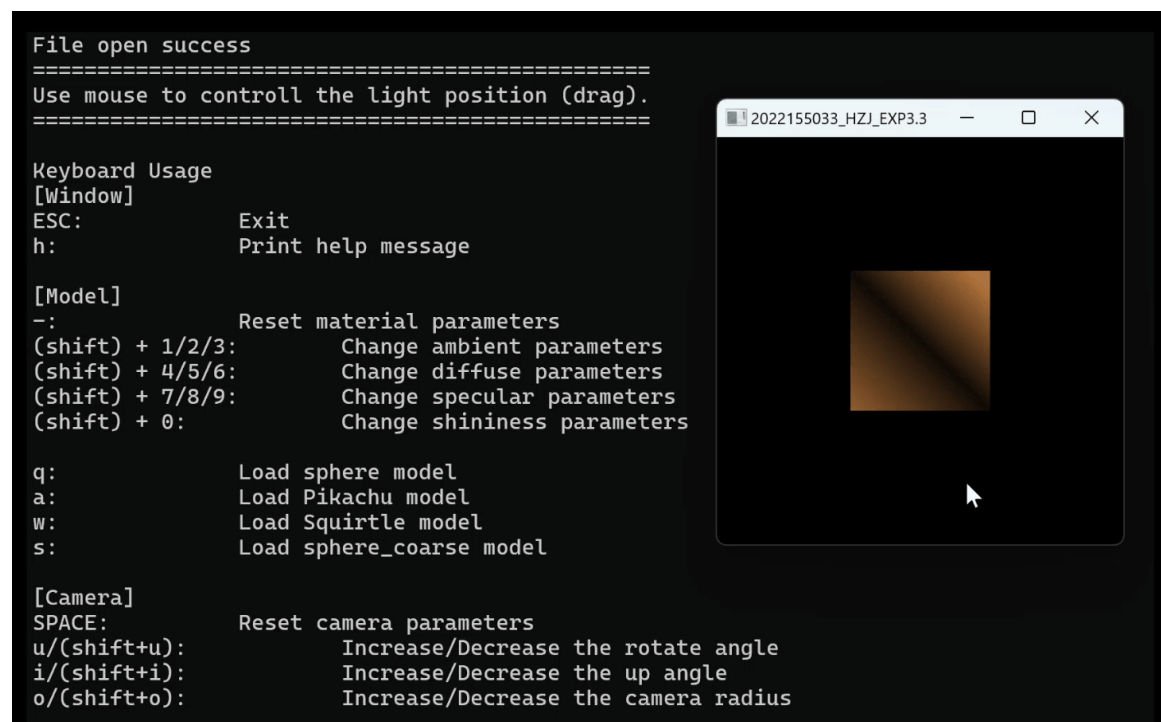 File open success
================================================
Use mouse to controll the light position (drag).
================================================
2022155033_HZJ_EXP3.3
Keyboard Usage
[Window]
ESC: Exit
h: Print help message
[Model]
-: Reset material parameters
(shift) + 1/2/3: Change ambient parameters
(shift) + 4/5/6: Change diffuse parameters
(shift) + 7/8/9: Change specular parameters
(shift) + 0: Change shininess parameters
q: Load sphere model
a: Load Pikachu model
w: Load Squirtle model
s: Load sphere_coarse model
[Camera]
SPACE: Reset camera parameters
u/(shift+u): Increase/Decrease the rotate angle
i/(shift+i): Increase/Decrease the up angle
o/(shift+o): Increase/Decrease the camera radius